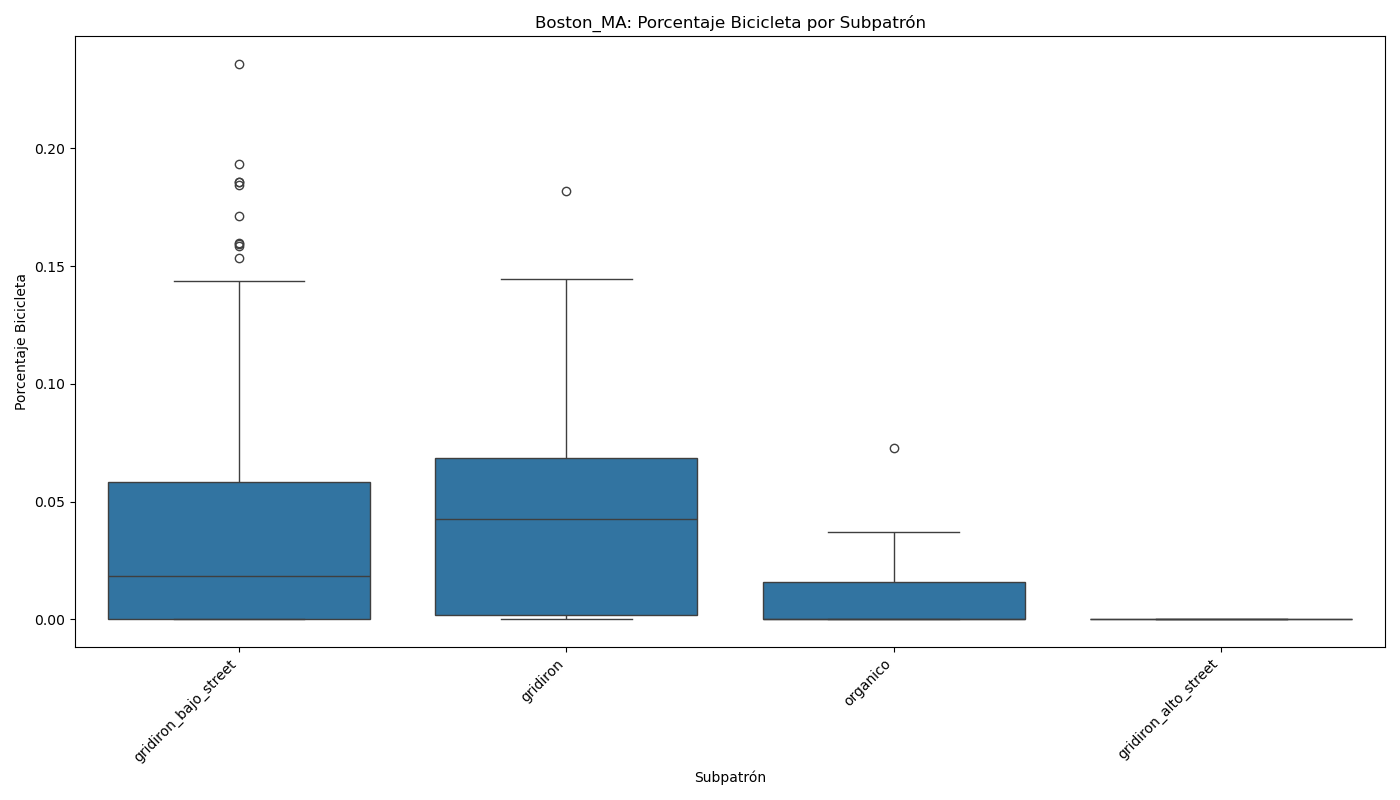 Boston_MA: Porcentaje Bicicleta por Subpatrón
Porcentaje Bicicleta
0.20
0.15
0.10
0.05
0.00
gridiron_bajo_street
gridiron
organico
gridiron_alto_street
Subpatrón